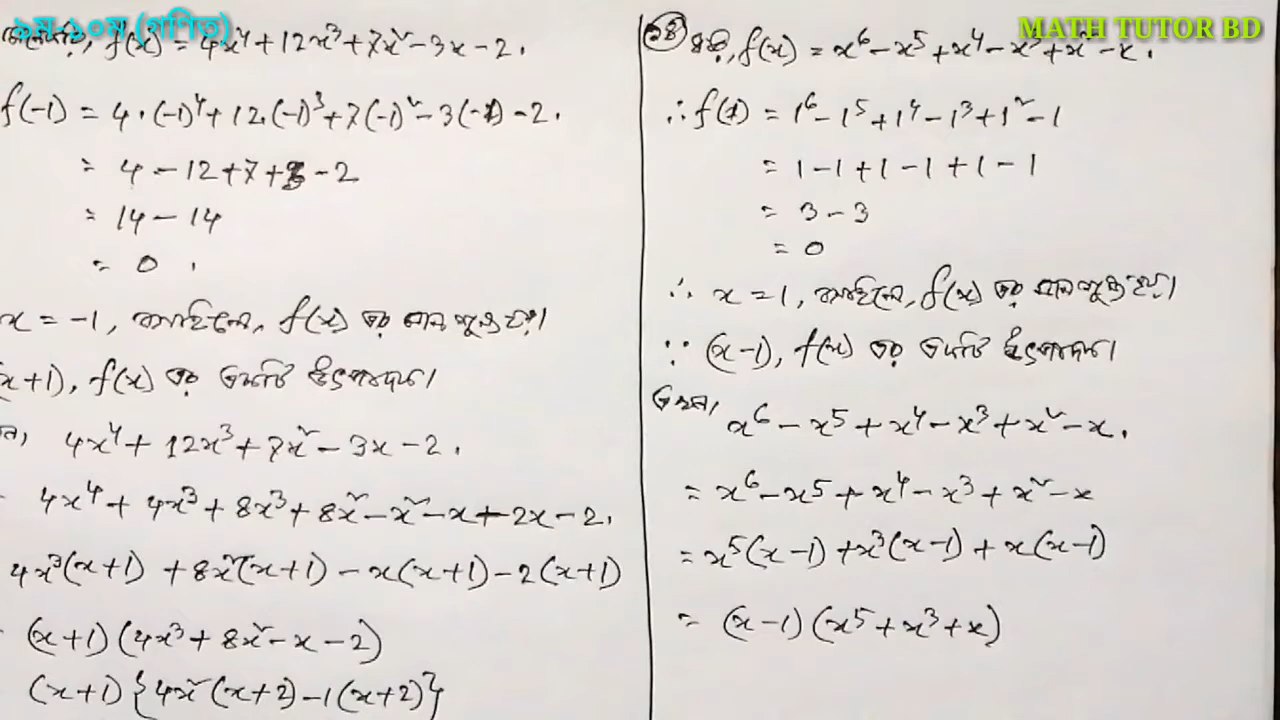 ৯ম-১০ম (গণিত)
MATH TUTOR BD
f(x) = 4x⁴ + 12x³ + 7x² - 3x - 2.
f(-1) = 4.(-1)⁴ + 12.(-1)³ + 7(-1)² - 3(-1) - 2.
= 4 - 12 + 7 + 3 - 2
= 14 - 14
= 0.
x = -1, f(x) এর মান শূন্য হয়।
(x+1), f(x) এর একটি উৎপাদক।
4x⁴ + 12x³ + 7x² - 3x - 2.
4x⁴ + 4x³ + 8x³ + 8x² - x² - x - 2x - 2.
4x³(x+1) + 8x²(x+1) - x(x+1) - 2(x+1)
(x+1)(4x³ + 8x² - x - 2)
(x+1){4x²(x+2) - 1(x+2)}
ধরি, f(x) = x⁶ - x⁵ + x⁴ - x³ + x² - x.
∴ f(1) = 1⁶ - 1⁵ + 1⁴ - 1³ + 1² - 1
= 1 - 1 + 1 - 1 + 1 - 1
= 3 - 3
= 0
∴ x = 1, f(x) এর মান শূন্য হয়।
∵ (x-1), f(x) এর একটি উৎপাদক।
এখন, x⁶ - x⁵ + x⁴ - x³ + x² - x.
= x⁶ - x⁵ + x⁴ - x³ + x² - x
= x⁵(x-1) + x³(x-1) + x(x-1)
= (x-1)(x⁵ + x³ + x)